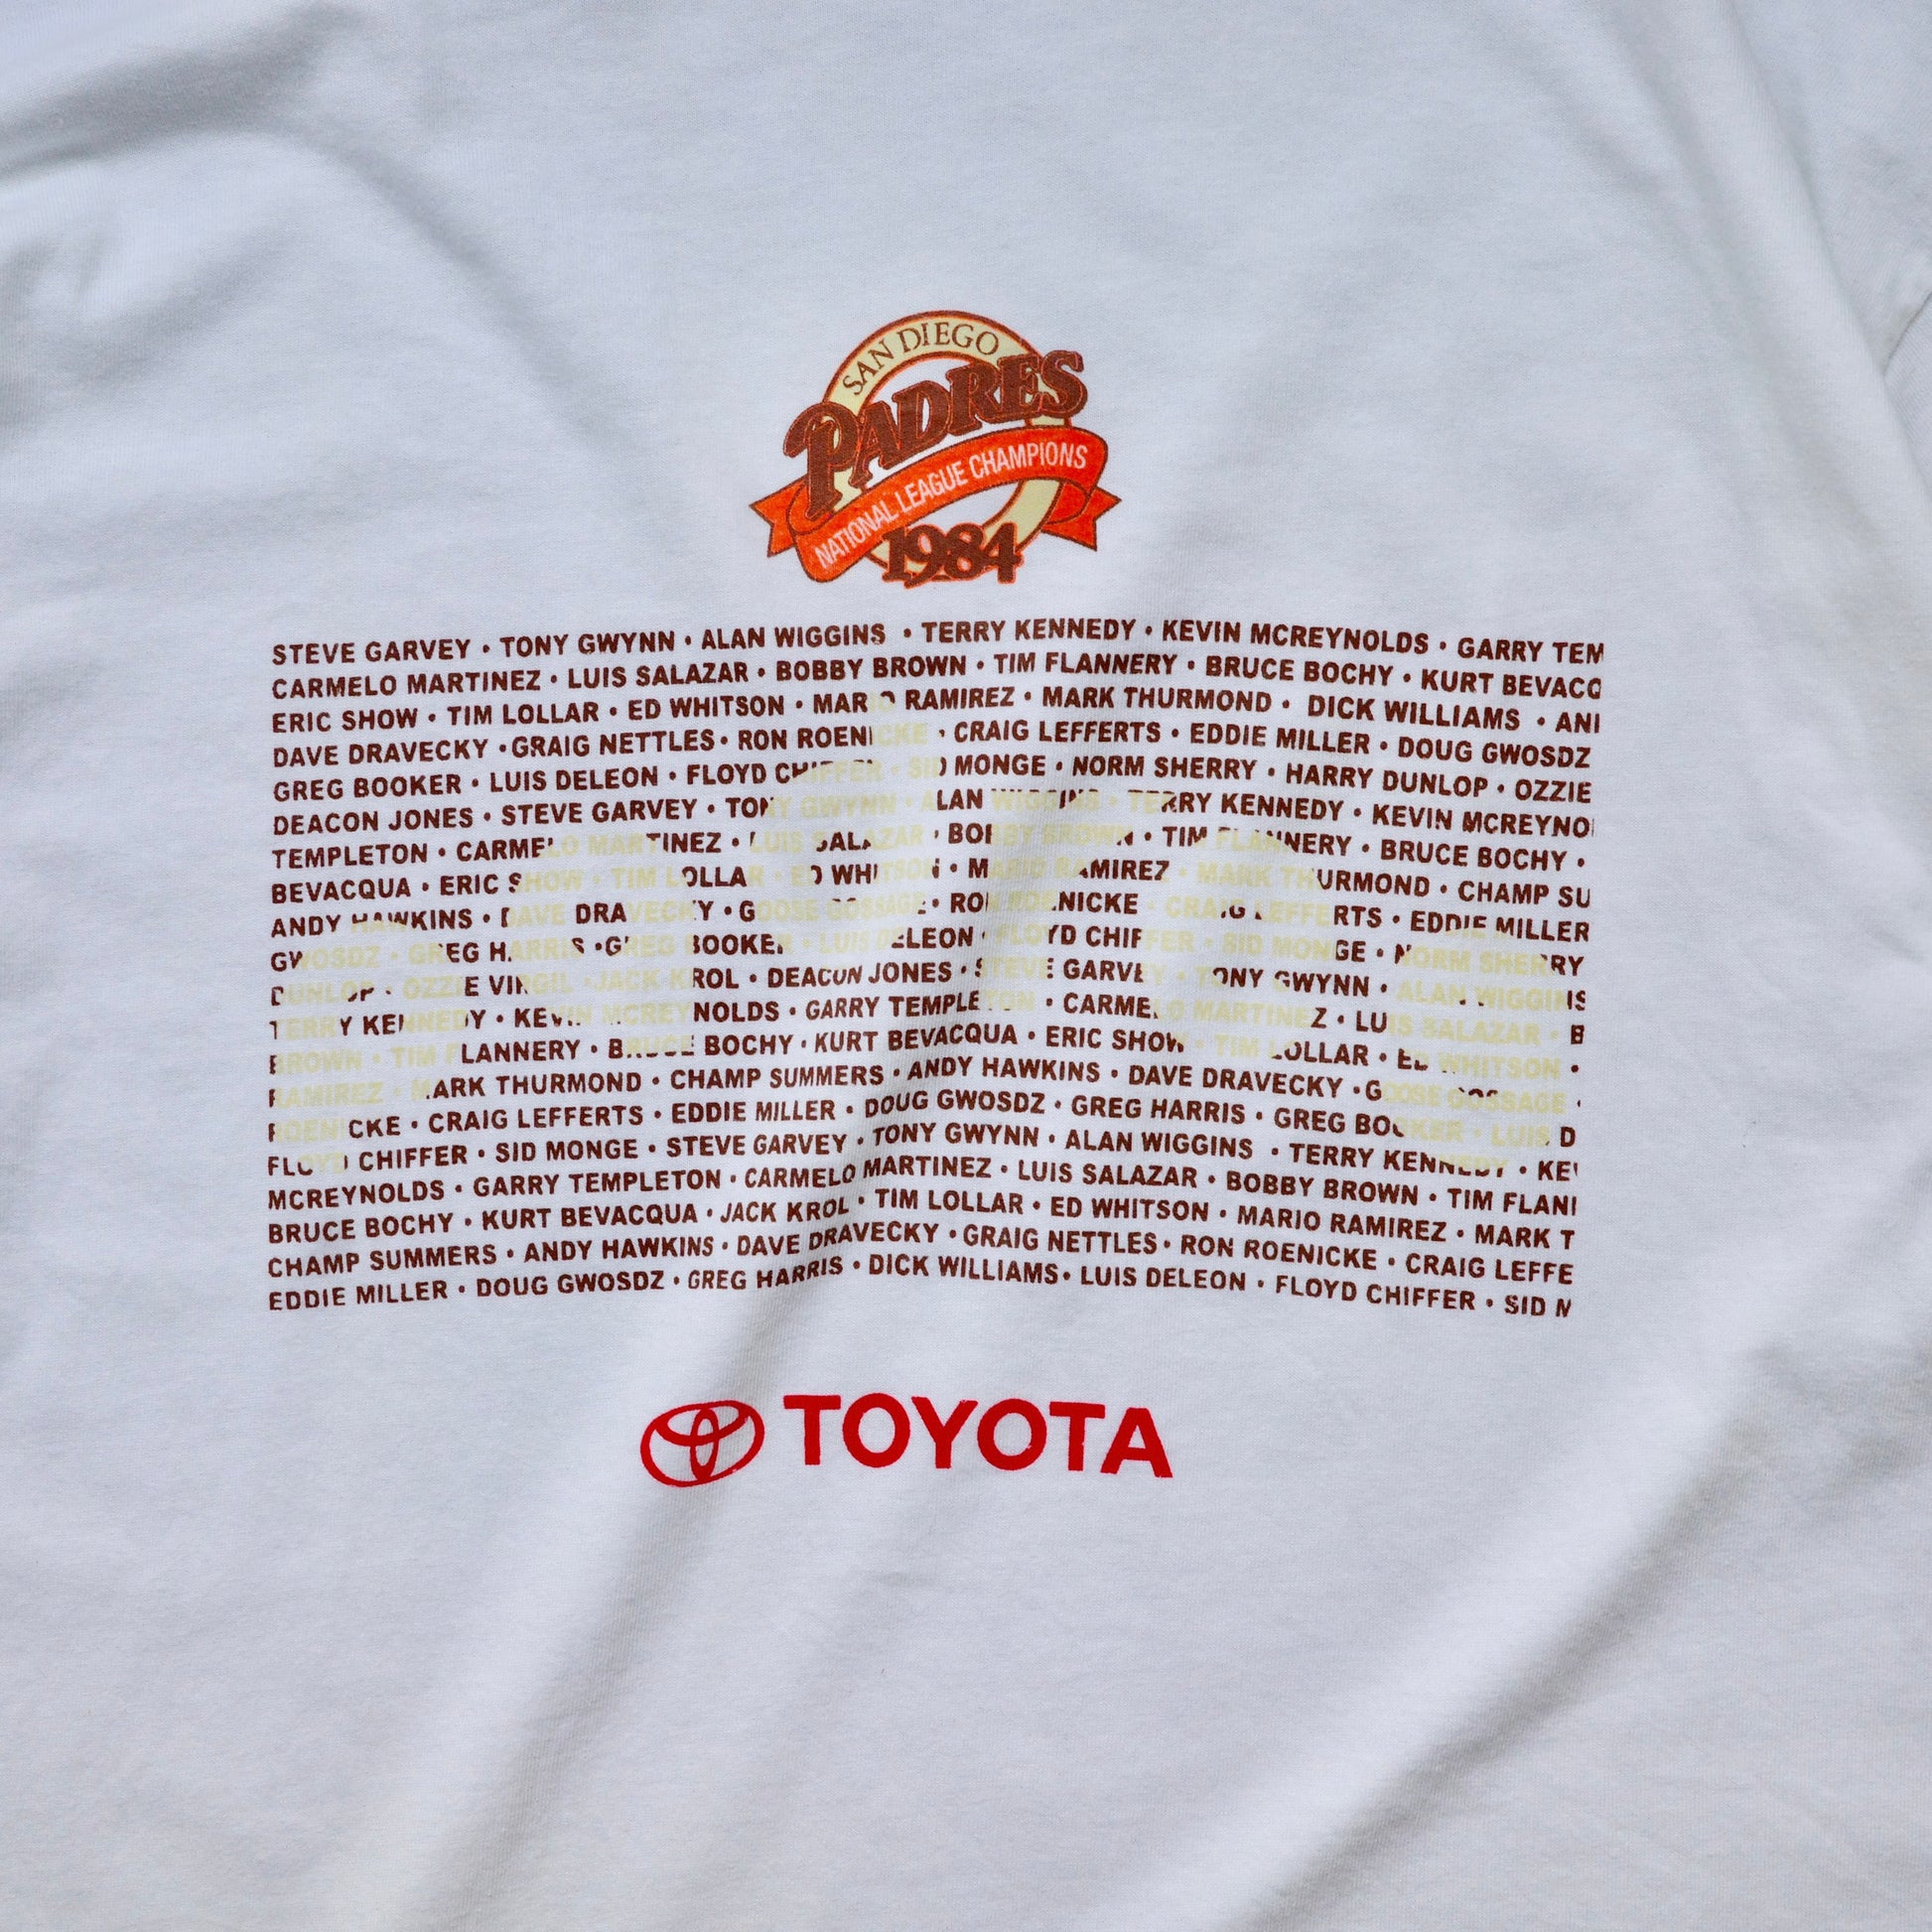 SAN DIEGO
PADRES
NATIONAL LEAGUE CHAMPIONS
1984
STEVE GARVEY • TONY GWYNN • ALAN WIGGINS • TERRY KENNEDY • KEVIN MCREYNOLDS • GARRY TEM
CARMELO MARTINEZ • LUIS SALAZAR • BOBBY BROWN • TIM FLANNERY • BRUCE BOCHY • KURT BEVACQ
ERIC SHOW • TIM LOLLAR • ED WHITSON • MARIO RAMIREZ • MARK THURMOND • DICK WILLIAMS • AN
DAVE DRAVECKY • GRAIG NETTLES • RON ROENICKE • CRAIG LEFFERTS • EDDIE MILLER • DOUG GWOSDZ
GREG BOOKER • LUIS DELEON • FLOYD CHIFFER • SID MONGE • NORM SHERRY • HARRY DUNLOP • OZZIE
DEACON JONES • STEVE GARVEY • TONY GWYNN • ALAN WIGGINS • TERRY KENNEDY • KEVIN MCREYNO
TEMPLETON • CARMELO MARTINEZ • LUIS SALAZAR • BOBBY BROWN • TIM FLANNERY • BRUCE BOCHY •
BEVACQUA • ERIC SHOW • TIM LOLLAR • ED WHITSON • MARIO RAMIREZ • MARK THURMOND • CHAMP SU
ANDY HAWKINS • DAVE DRAVECKY • GOOSE GOSSAGE • RON ROENICKE • CRAIG LEFFERTS • EDDIE MILLER
GWOSDZ • GREG HARRIS • GREG BOOKER • LUIS DELEON • FLOYD CHIFFER • SID MONGE • NORM SHERRY
DUNLOP • OZZIE VIRGIL • JACK KROL • DEACON JONES • STEVE GARVEY • TONY GWYNN • ALAN WIGGINS
TERRY KENNEDY • KEVIN MCREYNOLDS • GARRY TEMPLETON • CARMELO MARTINEZ • LUIS SALAZAR • B
BROWN • TIM FLANNERY • BRUCE BOCHY • KURT BEVACQUA • ERIC SHOW • TIM LOLLAR • ED WHITSON •
RAMIREZ • MARK THURMOND • CHAMP SUMMERS • ANDY HAWKINS • DAVE DRAVECKY • GOOSE GOSSAGE •
ROENICKE • CRAIG LEFFERTS • EDDIE MILLER • DOUG GWOSDZ • GREG HARRIS • GREG BOOKER • LUIS D
FLOYD CHIFFER • SID MONGE • STEVE GARVEY • TONY GWYNN • ALAN WIGGINS • TERRY KENNEDY • KEV
MCREYNOLDS • GARRY TEMPLETON • CARMELO MARTINEZ • LUIS SALAZAR • BOBBY BROWN • TIM FLAN
BRUCE BOCHY • KURT BEVACQUA • JACK KROL • TIM LOLLAR • ED WHITSON • MARIO RAMIREZ • MARK T
CHAMP SUMMERS • ANDY HAWKINS • DAVE DRAVECKY • GRAIG NETTLES • RON ROENICKE • CRAIG LEFFE
EDDIE MILLER • DOUG GWOSDZ • GREG HARRIS • DICK WILLIAMS • LUIS DELEON • FLOYD CHIFFER • SID M
TOYOTA